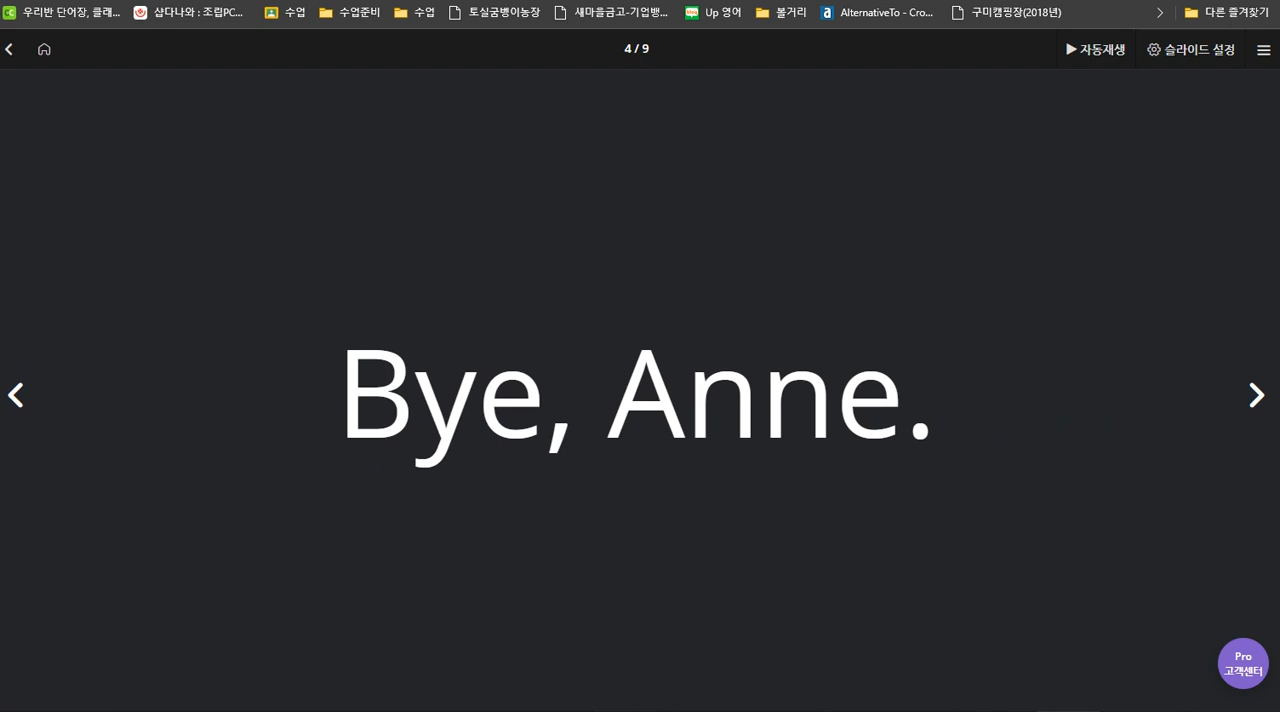 우리반 단어장, 클래... 샵다나와 : 조립PC... 수업 수업준비 수업 토실굼벵이농장 새마을금고-기업뱅... Up 영어 볼거리 AlternativeTo - Cro... 구미캠핑장(2018년) 다른 즐겨찾기
4 / 9 자동재생 슬라이드 설정
Bye, Anne.
Pro
고객센터